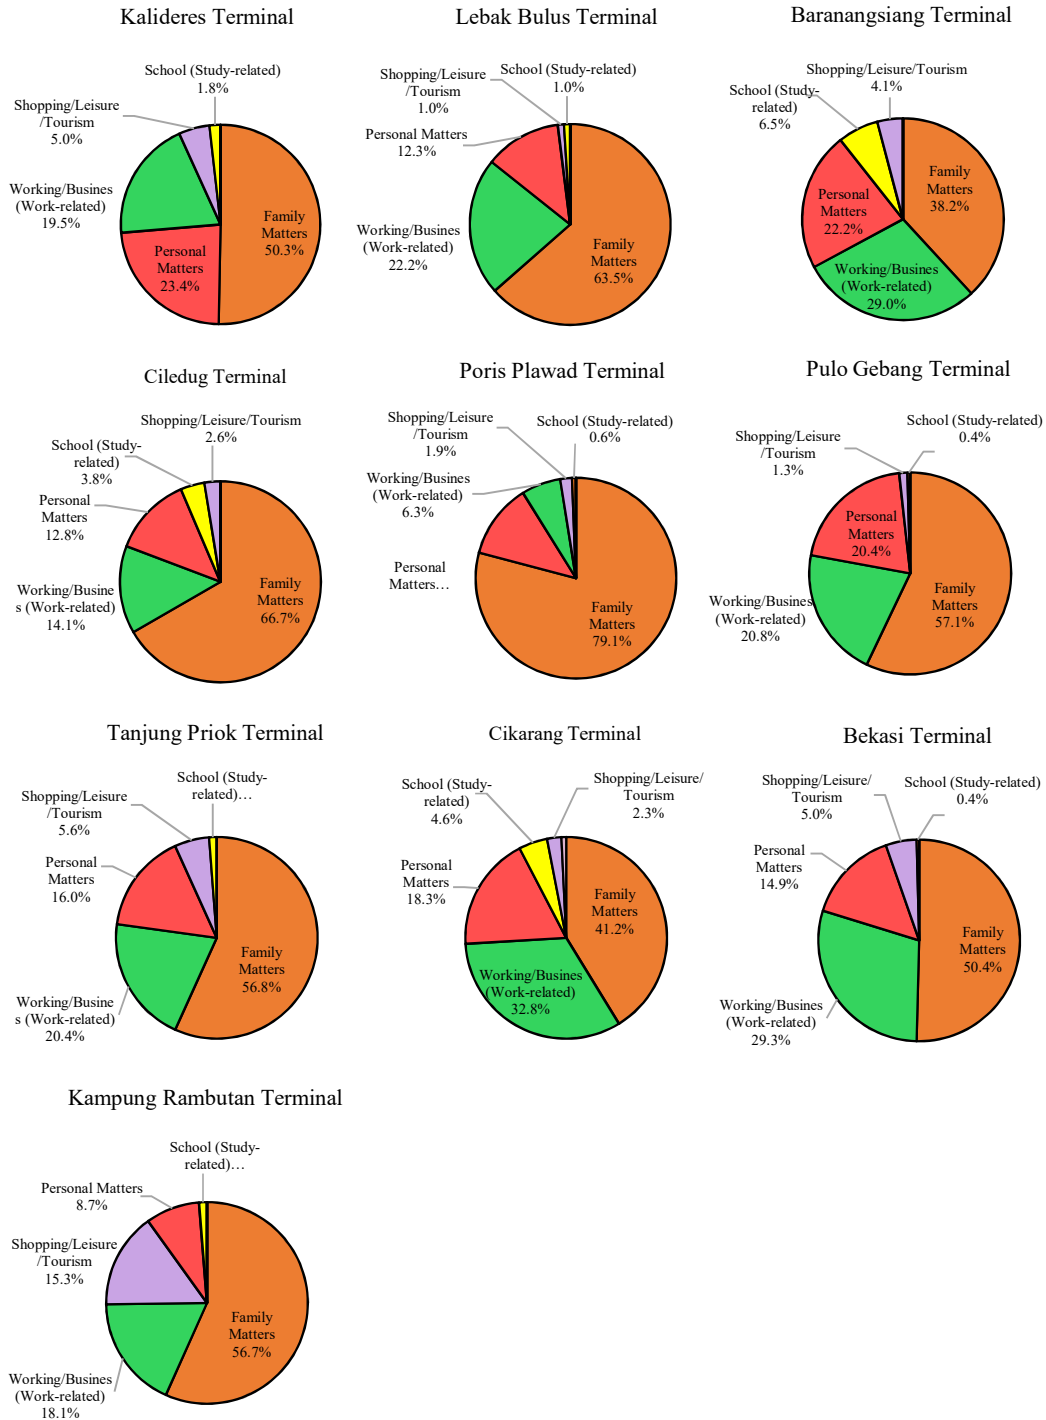 Kalideres Terminal
School (Study-related)
1.8%
Shopping/Leisure
/Tourism
5.0%
Working/Busines
(Work-related)
19.5%
Personal
Matters
23.4%
Family
Matters
50.3%
Lebak Bulus Terminal
Shopping/Leisure
/Tourism
1.0%
School (Study-related)
1.0%
Personal Matters
12.3%
Working/Busines
(Work-related)
22.2%
Family
Matters
63.5%
Baranangsiang Terminal
Shopping/Leisure/Tourism
4.1%
School (Study-
related)
6.5%
Personal
Matters
22.2%
Family
Matters
38.2%
Working/Busines
(Work-related)
29.0%
Ciledug Terminal
Shopping/Leisure/Tourism
2.6%
School (Study-
related)
3.8%
Personal
Matters
12.8%
Working/Busine
s (Work-related)
14.1%
Family
Matters
66.7%
Poris Plawad Terminal
Shopping/Leisure
/Tourism
1.9%
School (Study-related)
0.6%
Working/Busines
(Work-related)
6.3%
Personal
Matters…
Family
Matters
79.1%
Pulo Gebang Terminal
School (Study-related)
0.4%
Shopping/Leisure
/Tourism
1.3%
Personal
Matters
20.4%
Working/Busines
(Work-related)
20.8%
Family
Matters
57.1%
Tanjung Priok Terminal
School (Study-
related)…
Shopping/Leisure
/Tourism
5.6%
Personal
Matters
16.0%
Working/Busine
s (Work-related)
20.4%
Family
Matters
56.8%
Cikarang Terminal
School (Study-
related)
4.6%
Shopping/Leisure/
Tourism
2.3%
Personal
Matters
18.3%
Family
Matters
41.2%
Working/Busines
(Work-related)
32.8%
Bekasi Terminal
Shopping/Leisure/
Tourism
5.0%
School (Study-related)
0.4%
Personal
Matters
14.9%
Family
Matters
50.4%
Working/Busines
(Work-related)
29.3%
Kampung Rambutan Terminal
School (Study-
related)…
Personal Matters
8.7%
Shopping/Leisure
/Tourism
15.3%
Family
Matters
56.7%
Working/Busines
(Work-related)
18.1%